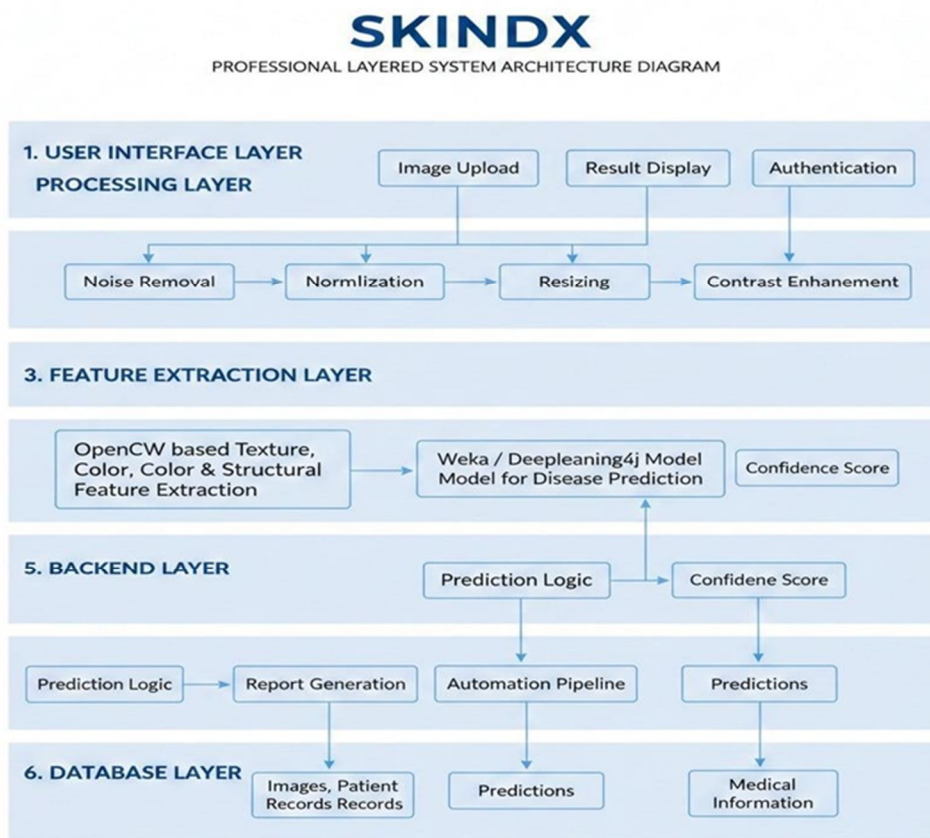 SKINDX
PROFESSIONAL LAYERED SYSTEM ARCHITECTURE DIAGRAM
1. USER INTERFACE LAYER
PROCESSING LAYER
Image Upload
Result Display
Authentication
Noise Removal
Normlization
Resizing
Contrast Enhanement
3. FEATURE EXTRACTION LAYER
OpenCW based Texture,
Color, Color & Structural
Feature Extraction
Weka / Deepleaning4j Model
Model for Disease Prediction
Confidence Score
5. BACKEND LAYER
Prediction Logic
Confidene Score
Prediction Logic
Report Generation
Automation Pipeline
Predictions
6. DATABASE LAYER
Images, Patient
Records Records
Predictions
Medical
Information